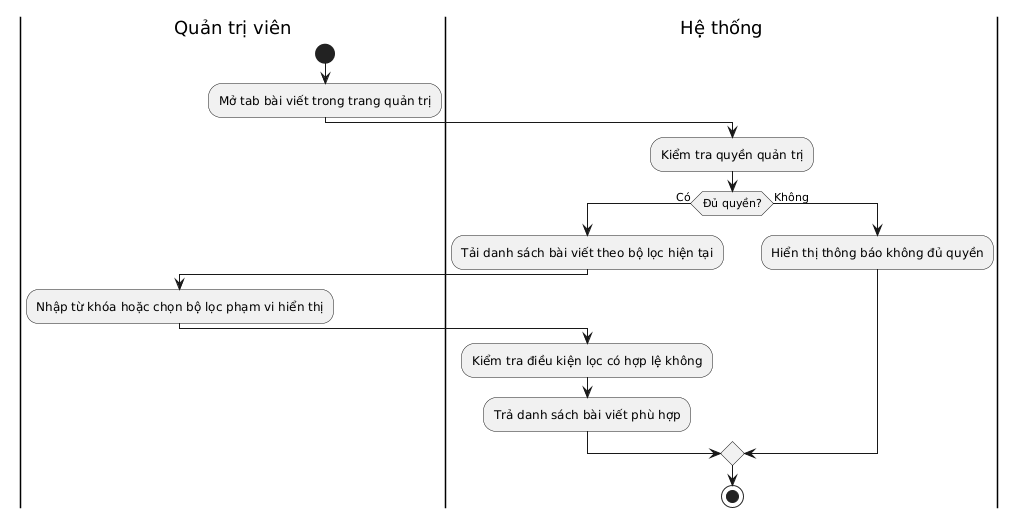 Quản trị viên
Hệ thống
Mở tab bài viết trong trang quản trị
Kiểm tra quyền quản trị
Có
Đủ quyền?
Không
Tải danh sách bài viết theo bộ lọc hiện tại
Hiển thị thông báo không đủ quyền
Nhập từ khóa hoặc chọn bộ lọc phạm vi hiển thị
Kiểm tra điều kiện lọc có hợp lệ không
Trả danh sách bài viết phù hợp